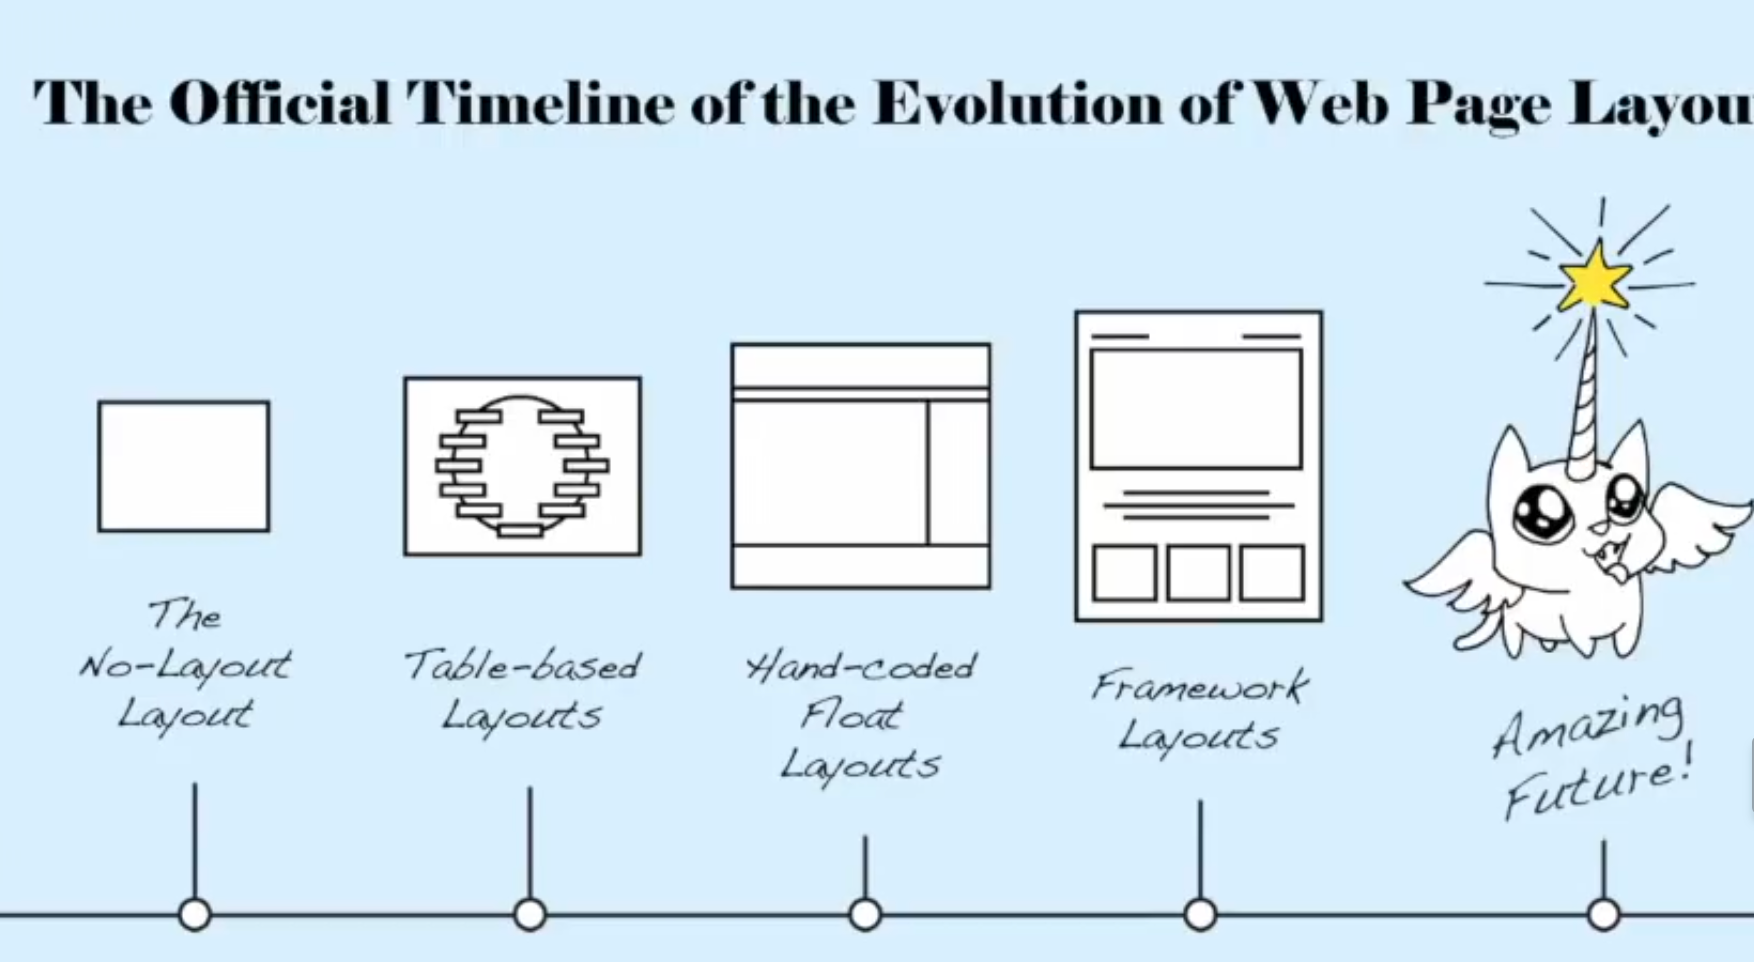 The Official Timeline of the Evolution of Web Page Layou
The
No-Layout
Layout
Table-based
Layouts
Hand-coded
Float
Layouts
Framework
Layouts
Amazing
Future!